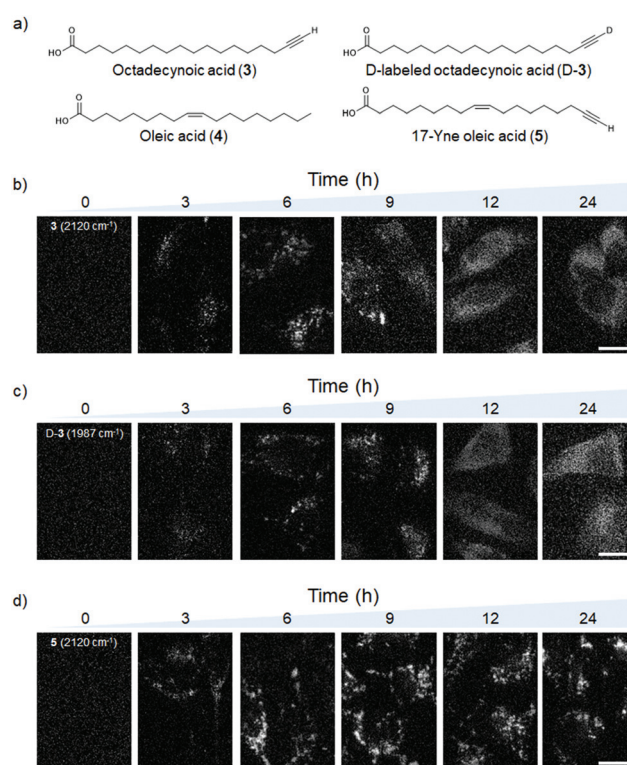 a)
O
HO
H
Octadecynoic acid (3)
O
HO
D
D-labeled octadecynoic acid (D-3)
O
HO
Oleic acid (4)
O
HO
H
17-Yne oleic acid (5)
b)
Time (h)
0 3 6 9 12 24
3 (2120 cm⁻¹)
c)
Time (h)
0 3 6 9 12 24
D-3 (1987 cm⁻¹)
d)
Time (h)
0 3 6 9 12 24
5 (2120 cm⁻¹)